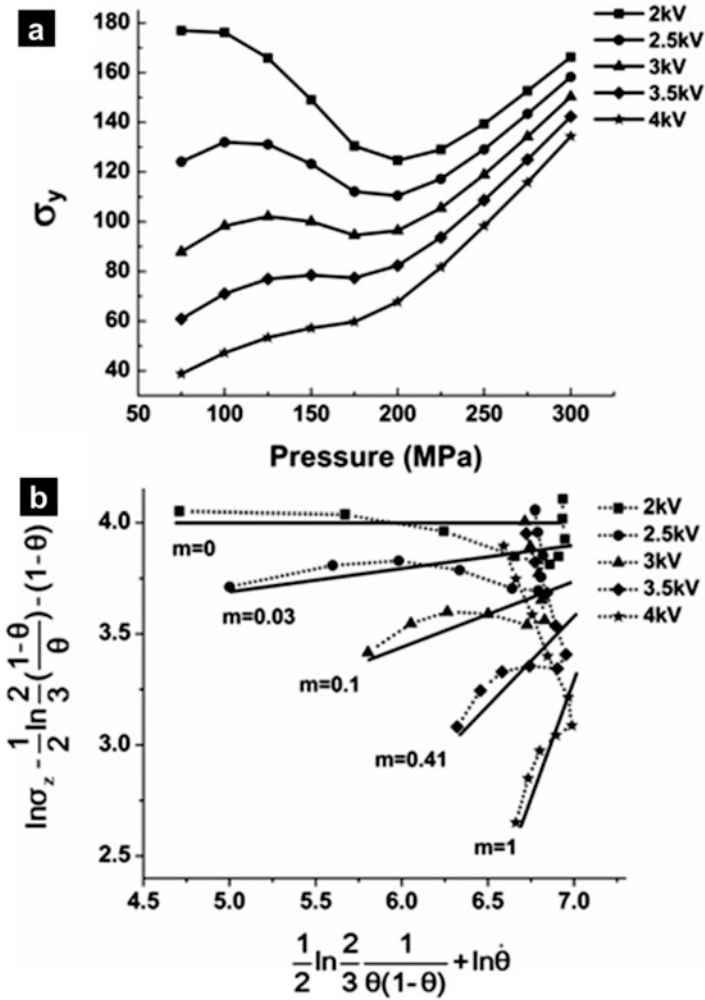 a
180
160
140
120
100
80
60
40
σy
50 100 150 200 250 300
Pressure (MPa)
2kV
2.5kV
3kV
3.5kV
4kV
b
4.0
3.5
3.0
2.5
lnσz - 1/2 ln 2/3 (1-θ/θ) - (1-θ)
m=0
m=0.03
m=0.1
m=0.41
m=1
2kV
2.5kV
3kV
3.5kV
4kV
4.5 5.0 5.5 6.0 6.5 7.0
1/2 ln 2/3 1/θ(1-θ) + lnθ̇